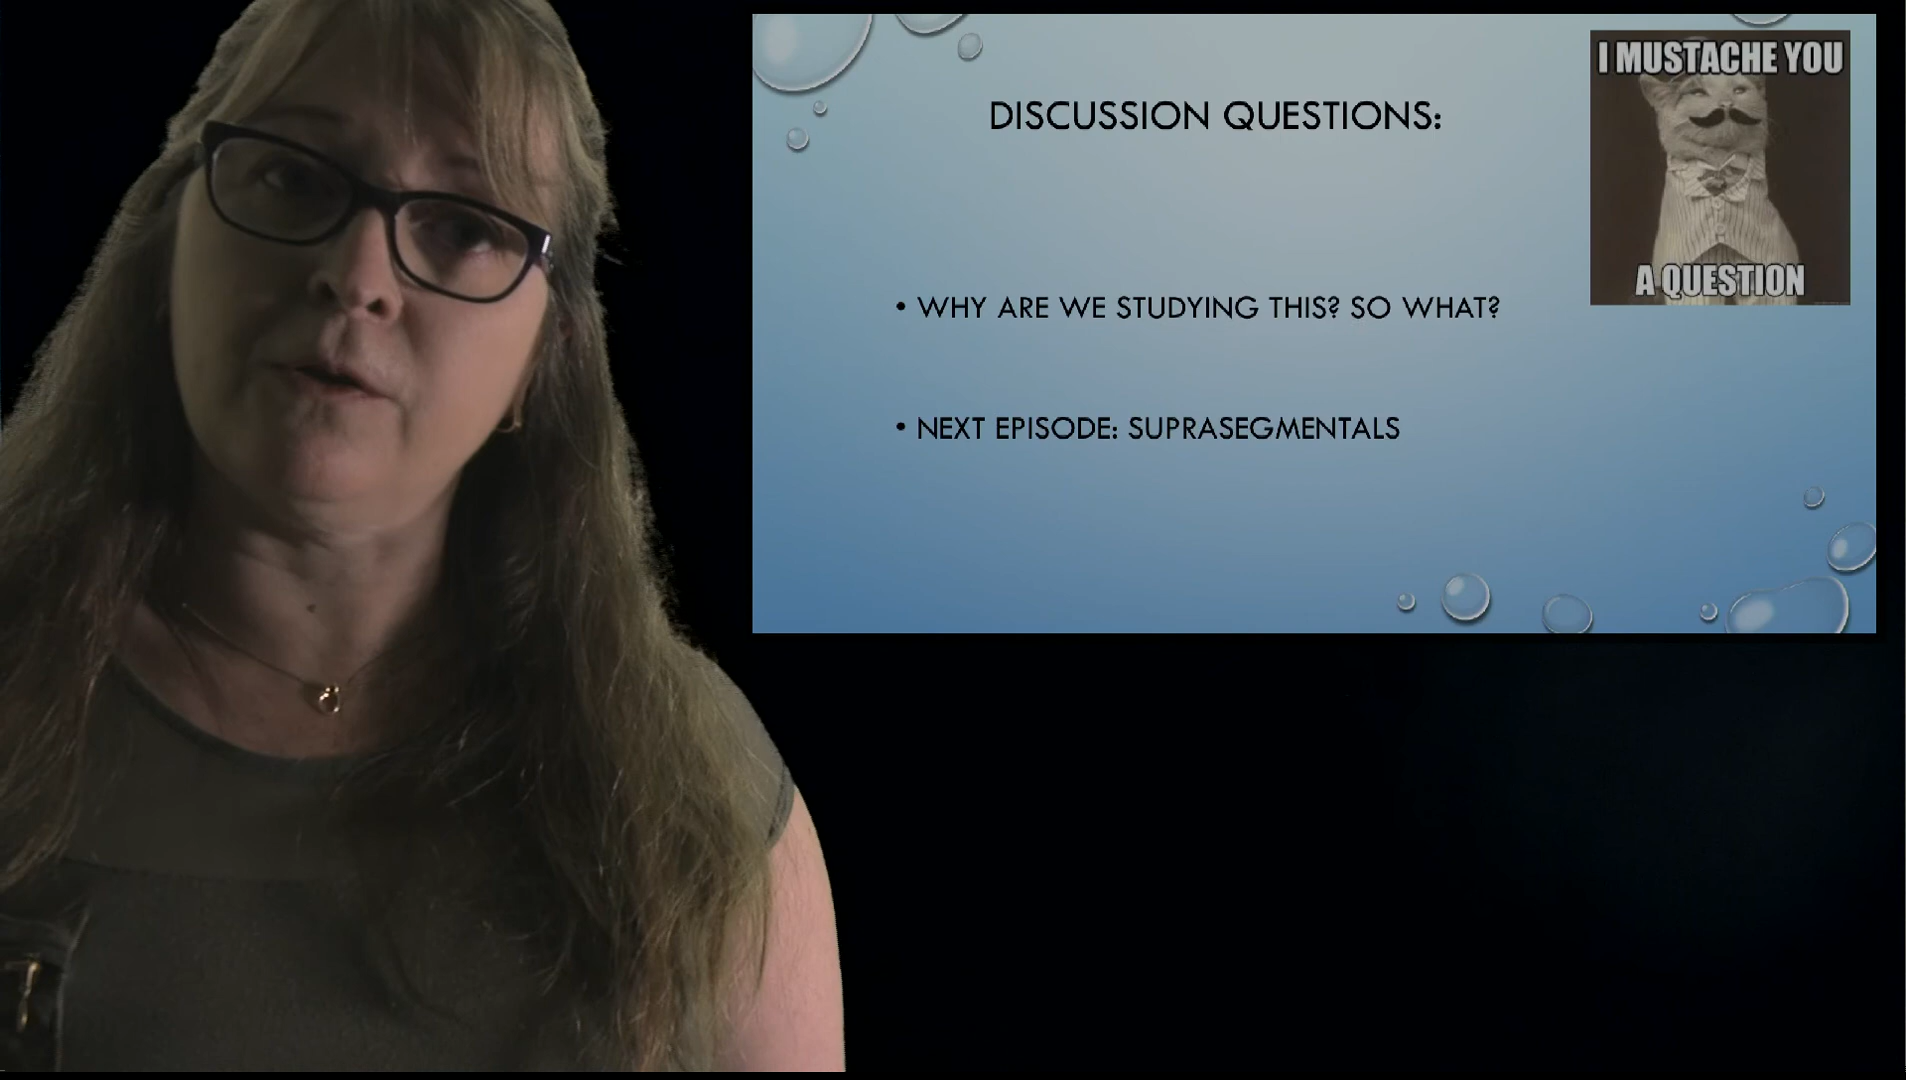 DISCUSSION QUESTIONS:
I MUSTACHE YOU
A QUESTION
• WHY ARE WE STUDYING THIS? SO WHAT?
• NEXT EPISODE: SUPRASEGMENTALS